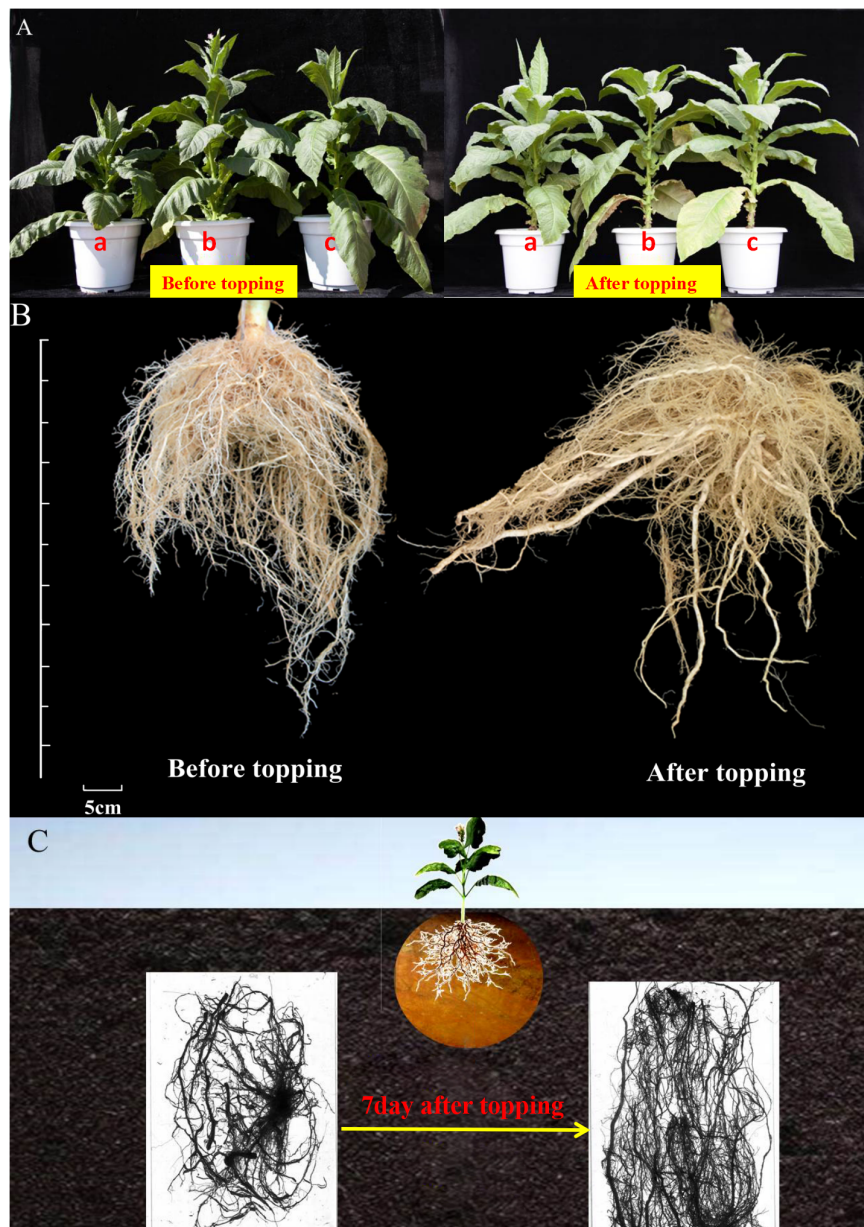 A
a
b
c
Before topping
a
b
c
After topping
B
Before topping
After topping
5cm
C
7day after topping